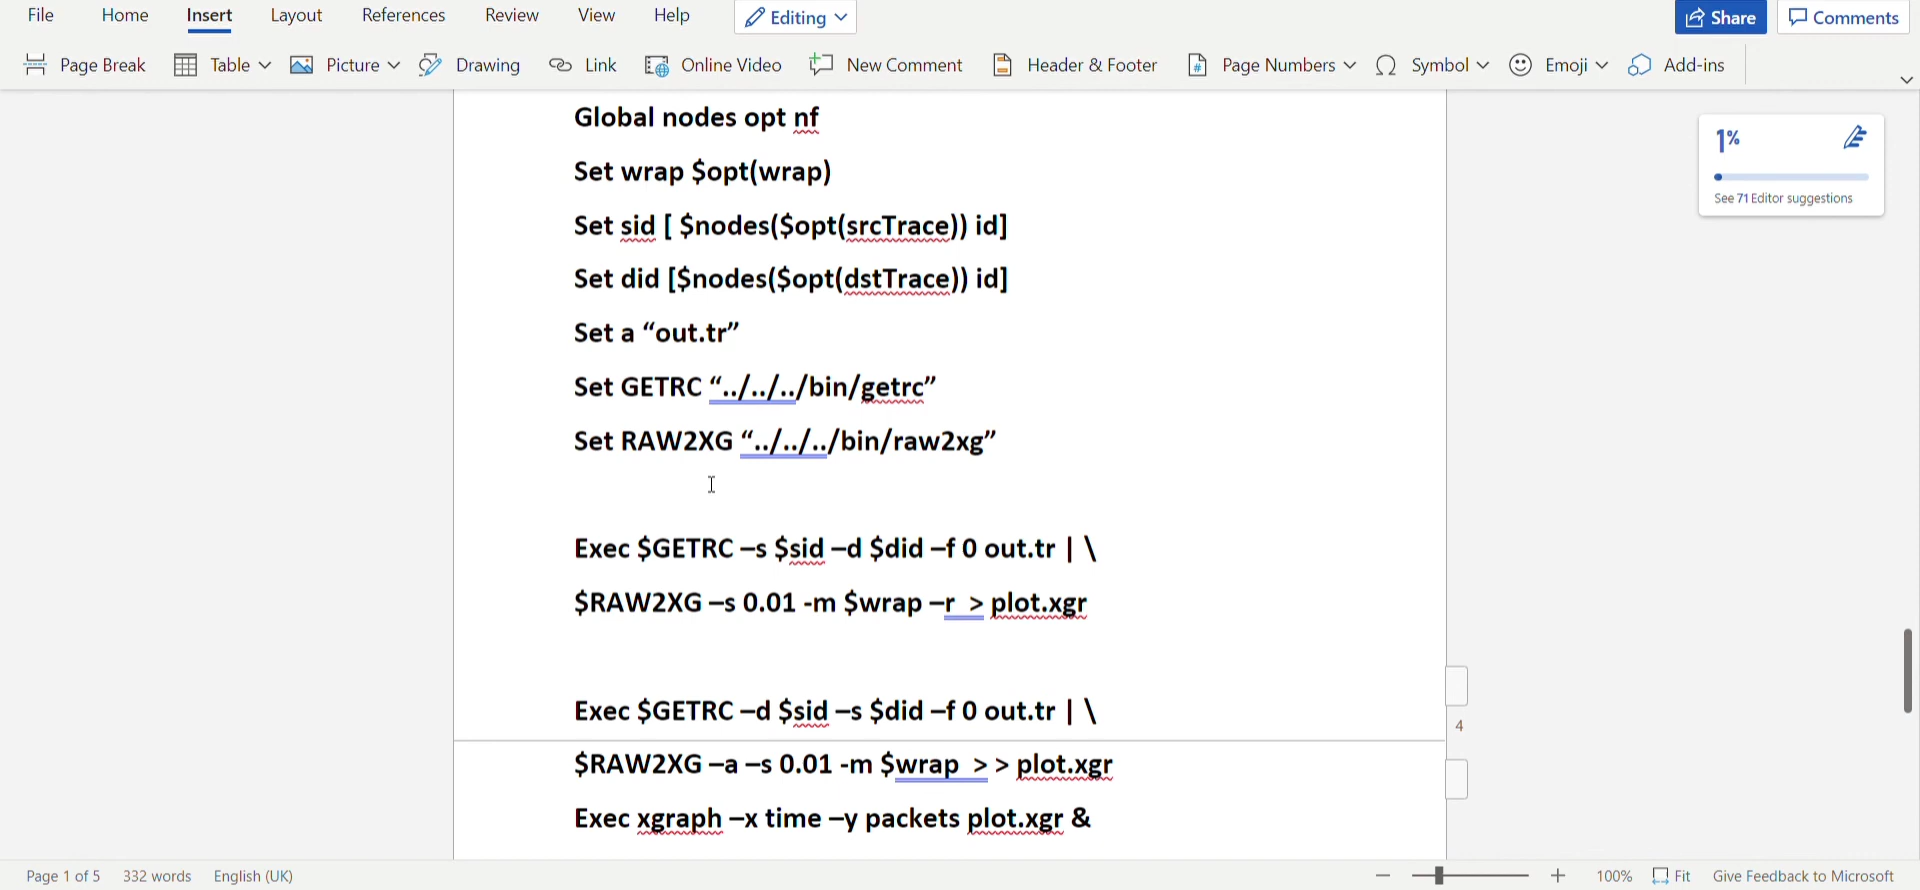 File Home Insert Layout References Review View Help Editing Share Comments
Page Break Table Picture Drawing Link Online Video New Comment Header & Footer Page Numbers Symbol Emoji Add-ins
Global nodes opt nf
1%
See 71 Editor suggestions
Set wrap $opt(wrap)
Set sid [ $nodes($opt(srcTrace)) id]
Set did [$nodes($opt(dstTrace)) id]
Set a “out.tr”
Set GETRC “../../../bin/getrc”
Set RAW2XG “../../../bin/raw2xg”
Exec $GETRC –s $sid –d $did –f 0 out.tr | \
$RAW2XG –s 0.01 -m $wrap –r > plot.xgr
Exec $GETRC –d $sid –s $did –f 0 out.tr | \
4
$RAW2XG –a –s 0.01 -m $wrap > > plot.xgr
Exec xgraph –x time –y packets plot.xgr &
Page 1 of 5 332 words English (UK) 100% Fit Give Feedback to Microsoft